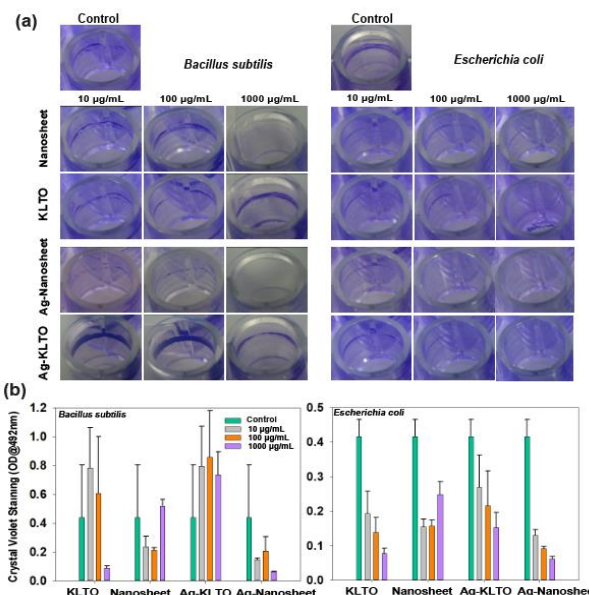 (a)
Control
Control
Bacillus subtilis
Escherichia coli
10 µg/mL 100 µg/mL 1000 µg/mL
10 µg/mL 100 µg/mL 1000 µg/mL
Nanosheet
KLTO
Ag-Nanosheet
Ag-KLTO
(b)
Crystal Violet Staining (OD@492nm)
Bacillus subtilis
Control
10 µg/mL
100 µg/mL
1000 µg/mL
1.2
1.0
0.8
0.6
0.4
0.2
0.0
KLTO Nanosheet Ag-KLTO Ag-Nanosheet
Escherichia coli
0.5
0.4
0.3
0.2
0.1
0.0
KLTO Nanosheet Ag-KLTO Ag-Nanosheet